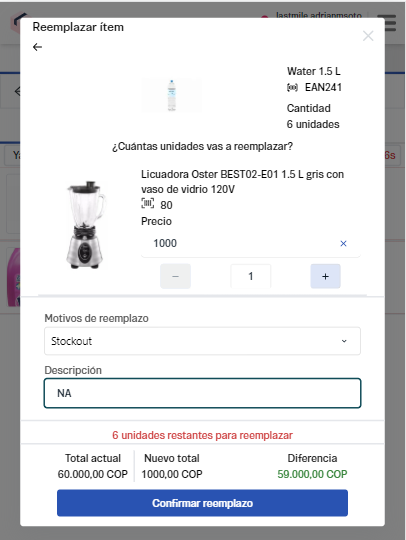 lastmile.adrianmsoto
Reemplazar ítem
Water 1.5 L
EAN241
Cantidad
6 unidades
¿Cuántas unidades vas a reemplazar?
Licuadora Oster BEST02-E01 1.5 L gris con
vaso de vidrio 120V
80
Precio
1000
1
Motivos de reemplazo
Stockout
Descripción
NA
6 unidades restantes para reemplazar
Total actual Nuevo total Diferencia
60.000,00 COP 1000,00 COP 59.000,00 COP
Confirmar reemplazo